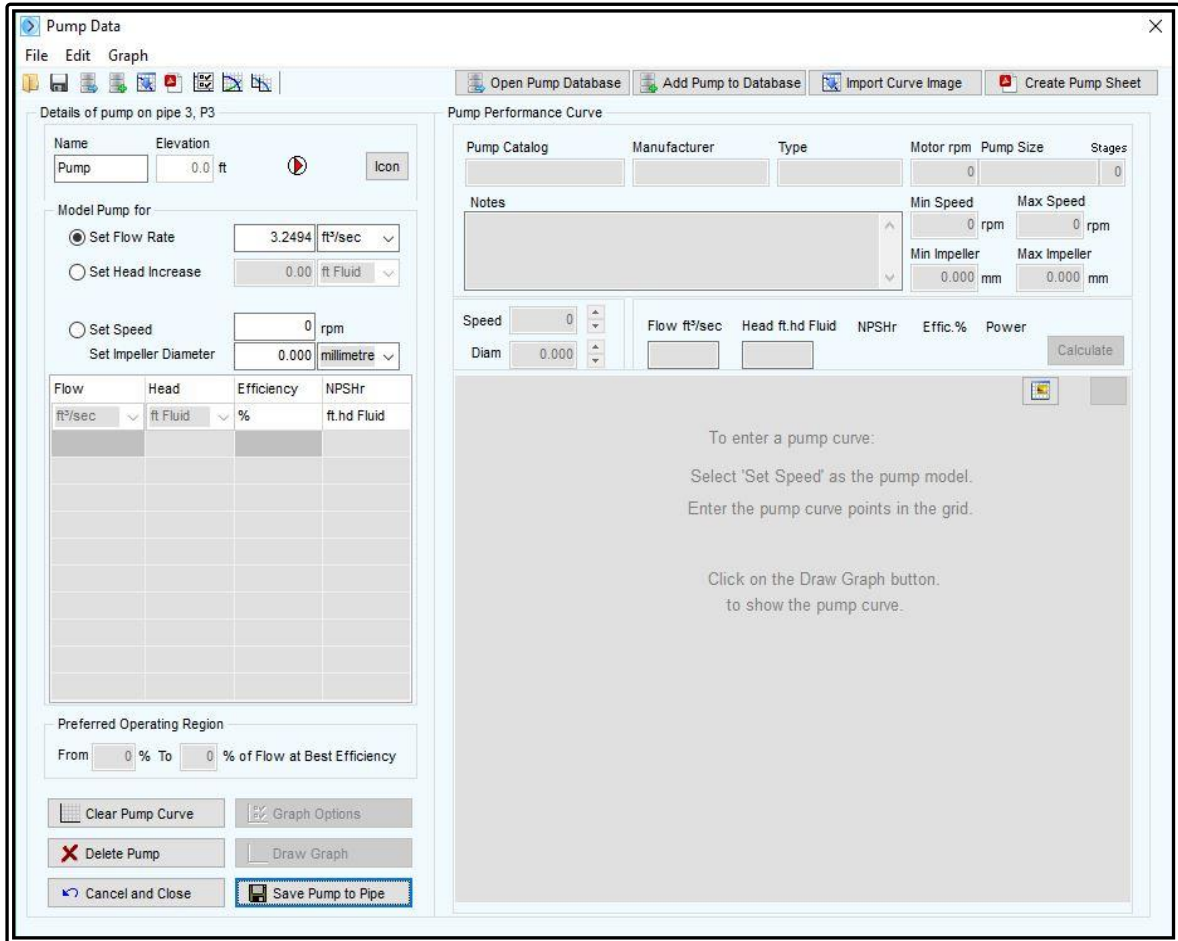 Pump Data
File Edit Graph
Open Pump Database Add Pump to Database Import Curve Image Create Pump Sheet
Details of pump on pipe 3, P3
Name Elevation
Pump 0.0 ft Icon
Model Pump for
Set Flow Rate 3.2494 ft³/sec
Set Head Increase 0.00 ft Fluid
Set Speed 0 rpm
Set Impeller Diameter 0.000 millimetre
Flow Head Efficiency NPSHr
ft³/sec ft Fluid % ft.hd Fluid
Preferred Operating Region
From 0 % To 0 % of Flow at Best Efficiency
Clear Pump Curve Graph Options
Delete Pump Draw Graph
Cancel and Close Save Pump to Pipe
Pump Performance Curve
Pump Catalog Manufacturer Type Motor rpm Pump Size Stages
0 0
Notes Min Speed Max Speed
0 rpm 0 rpm
Min Impeller Max Impeller
0.000 mm 0.000 mm
Speed 0 Flow ft³/sec Head ft.hd Fluid NPSHr Effic.% Power
Diam 0.000 Calculate
To enter a pump curve:
Select 'Set Speed' as the pump model.
Enter the pump curve points in the grid.
Click on the Draw Graph button.
to show the pump curve.